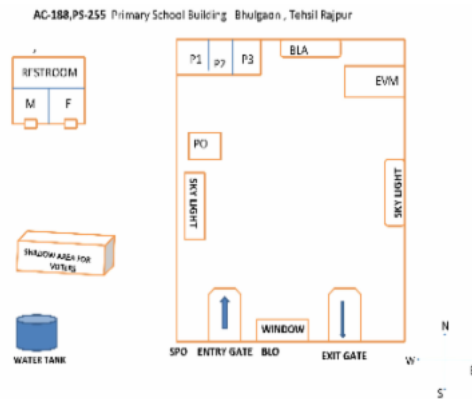 AC-188,PS-255 Primary School Building Bhulgaon , Tehsil Rajpur
RESTROOM
M F
P1 P2 P3
BLA
EVM
PO
SKY LIGHT
SKY LIGHT
SHADOW AREA FOR
VOTERS
WATER TANK
WINDOW
SPO ENTRY GATE BLO EXIT GATE
N
W
E
S